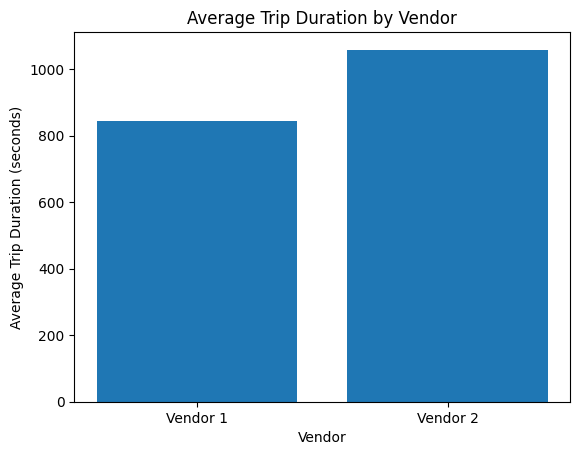 Average Trip Duration by Vendor
1000
800
600
400
200
0
Average Trip Duration (seconds)
Vendor 1 Vendor 2
Vendor